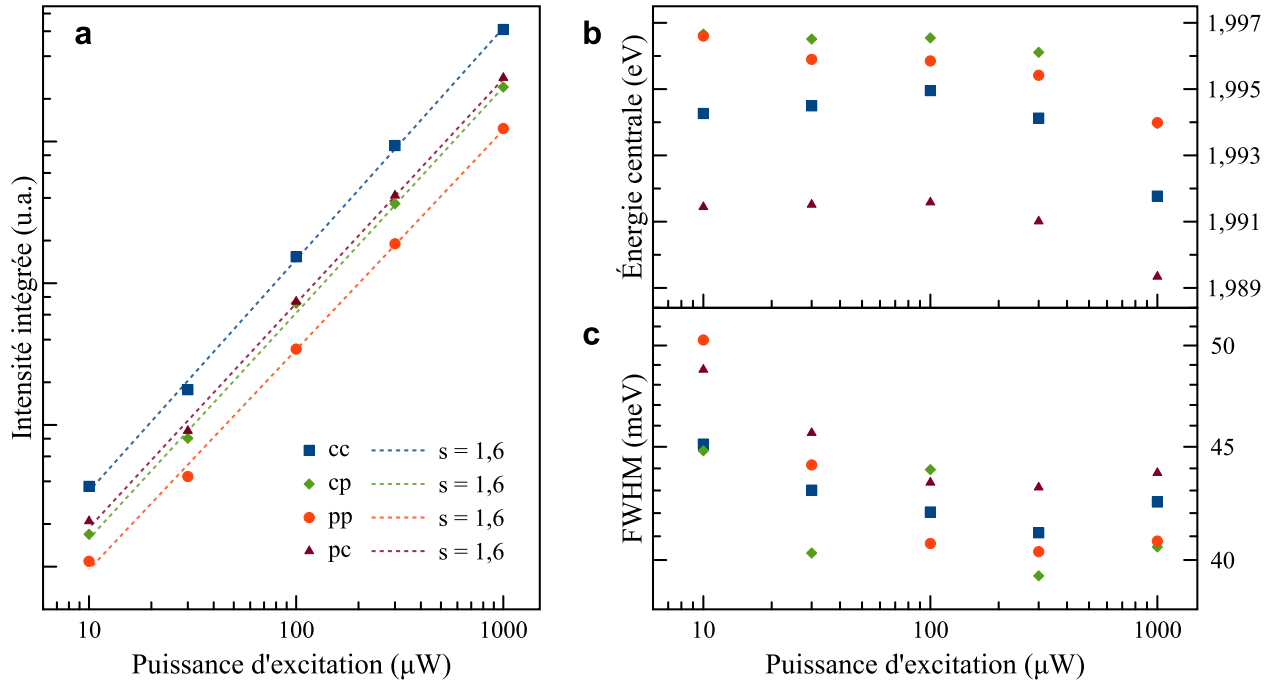 a
Intensité intégrée (u.a.)
cc s = 1,6
cp s = 1,6
pp s = 1,6
pc s = 1,6
10 100 1000
Puissance d'excitation (µW)
b
Énergie centrale (eV)
1,997
1,995
1,993
1,991
1,989
c
FWHM (meV)
50
45
40
10 100 1000
Puissance d'excitation (µW)